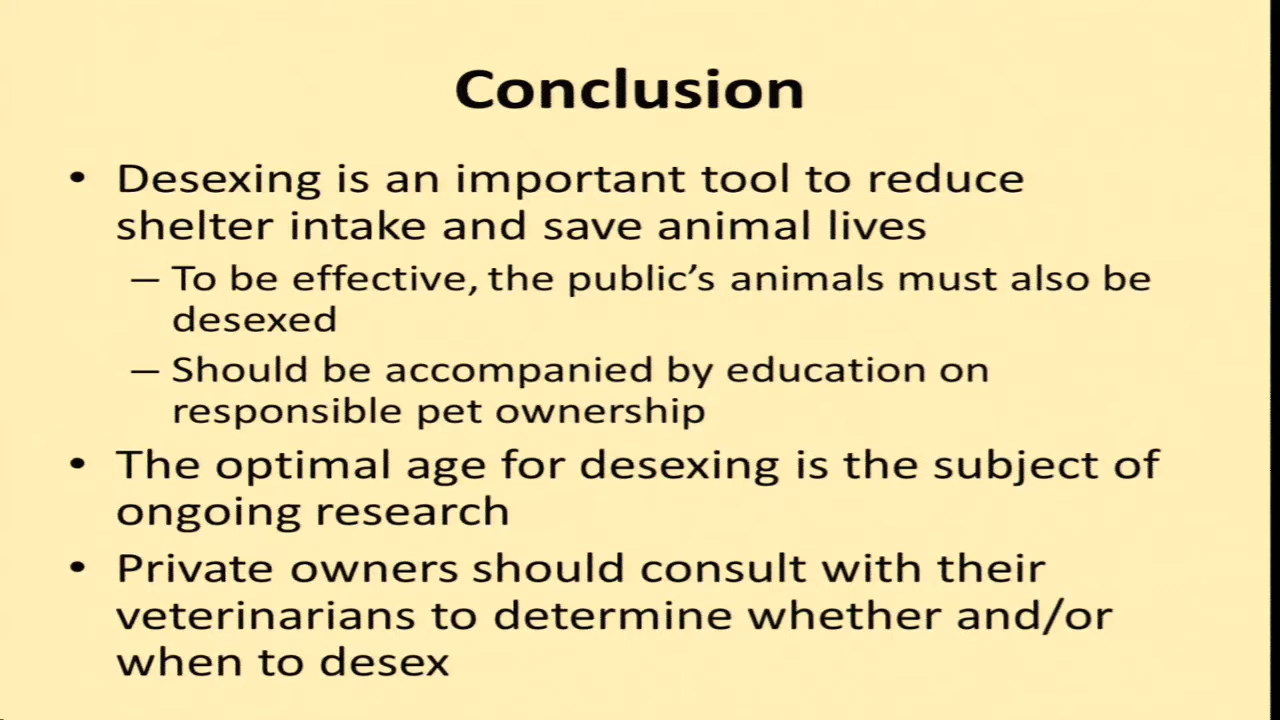 Conclusion
• Desexing is an important tool to reduce
shelter intake and save animal lives
– To be effective, the public’s animals must also be
desexed
– Should be accompanied by education on
responsible pet ownership
• The optimal age for desexing is the subject of
ongoing research
• Private owners should consult with their
veterinarians to determine whether and/or
when to desex